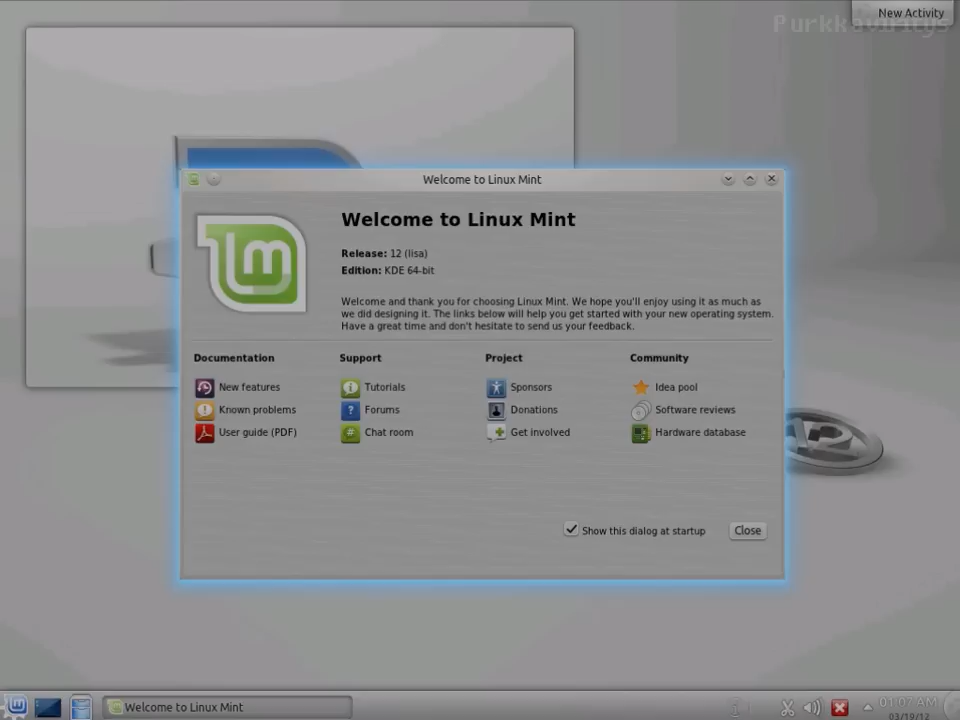 New Activity
Welcome to Linux Mint
Welcome to Linux Mint
Release: 12 (lisa)
Edition: KDE 64-bit
Welcome and thank you for choosing Linux Mint. We hope you'll enjoy using it as much as
we did designing it. The links below will help you get started with your new operating system.
Have a great time and don't hesitate to send us your feedback.
Documentation Support Project Community
New features Tutorials Sponsors Idea pool
Known problems Forums Donations Software reviews
User guide (PDF) Chat room Get involved Hardware database
12
Show this dialog at startup Close
Welcome to Linux Mint 01:07 AM
03/19/12